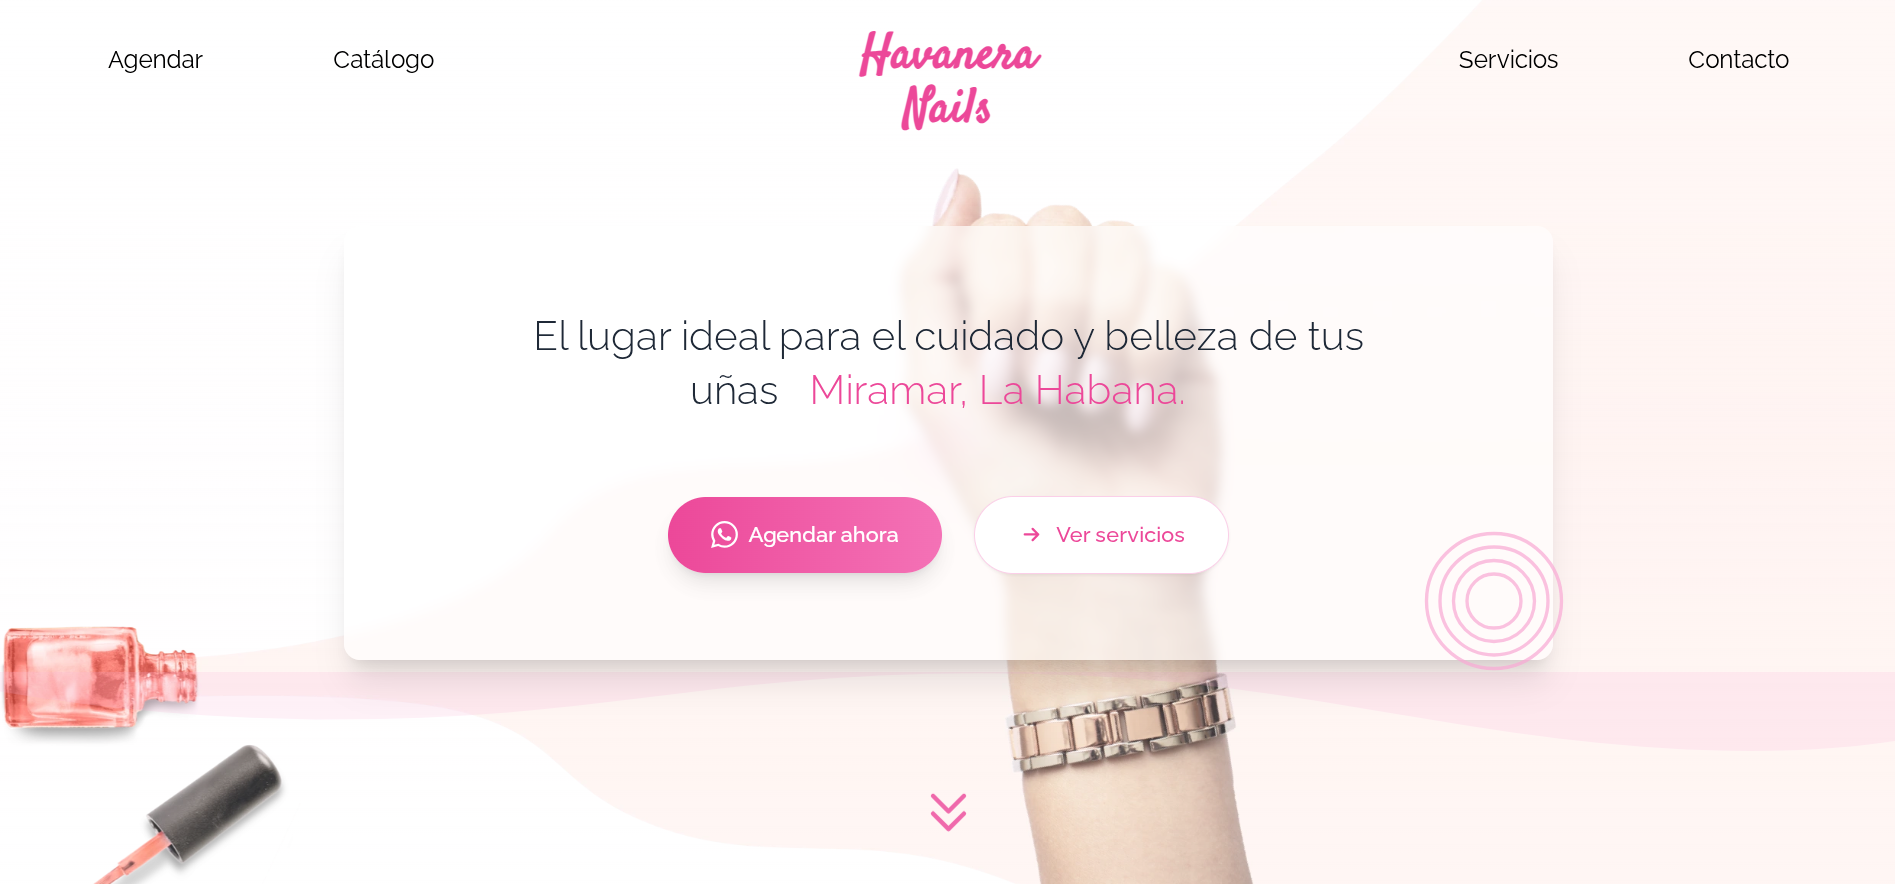 Agendar
Catálogo
Havanera
Nails
Servicios
Contacto
El lugar ideal para el cuidado y belleza de tus
uñas Miramar, La Habana.
Agendar ahora
Ver servicios